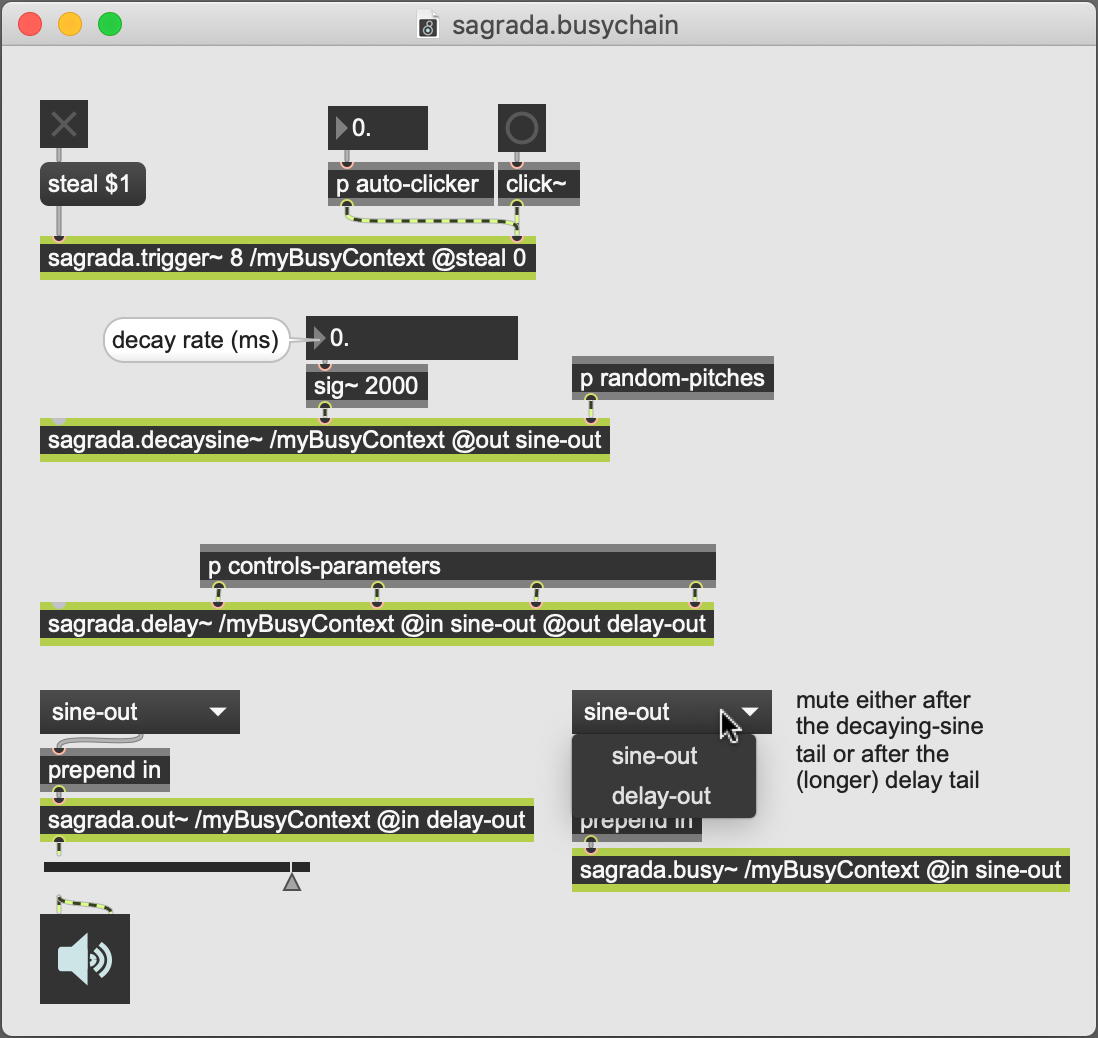 sagrada.busychain
0.
steal $1
p auto-clicker
click~
sagrada.trigger~ 8 /myBusyContext @steal 0
decay rate (ms)
0.
sig~ 2000
p random-pitches
sagrada.decaysine~ /myBusyContext @out sine-out
p controls-parameters
sagrada.delay~ /myBusyContext @in sine-out @out delay-out
sine-out
prepend in
sagrada.out~ /myBusyContext @in delay-out
sine-out
sine-out
delay-out
prepend in
sagrada.busy~ /myBusyContext @in sine-out
mute either after
the decaying-sine
tail or after the
(longer) delay tail